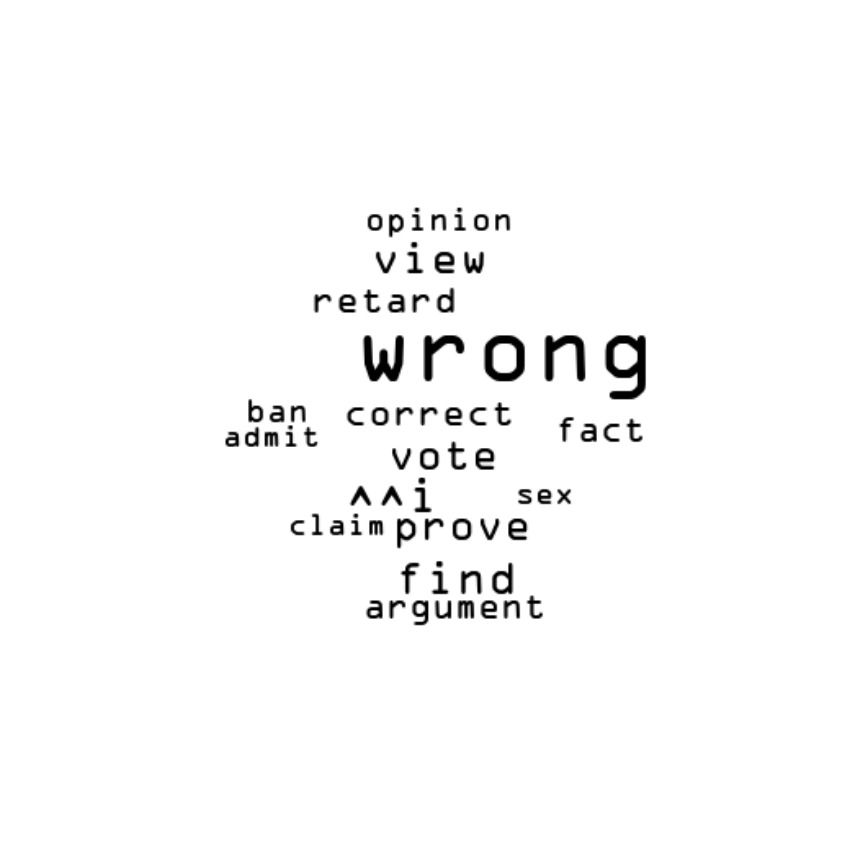 opinion
view
retard
wrong
ban correct fact
admit
vote
^^i sex
claim prove
find
argument